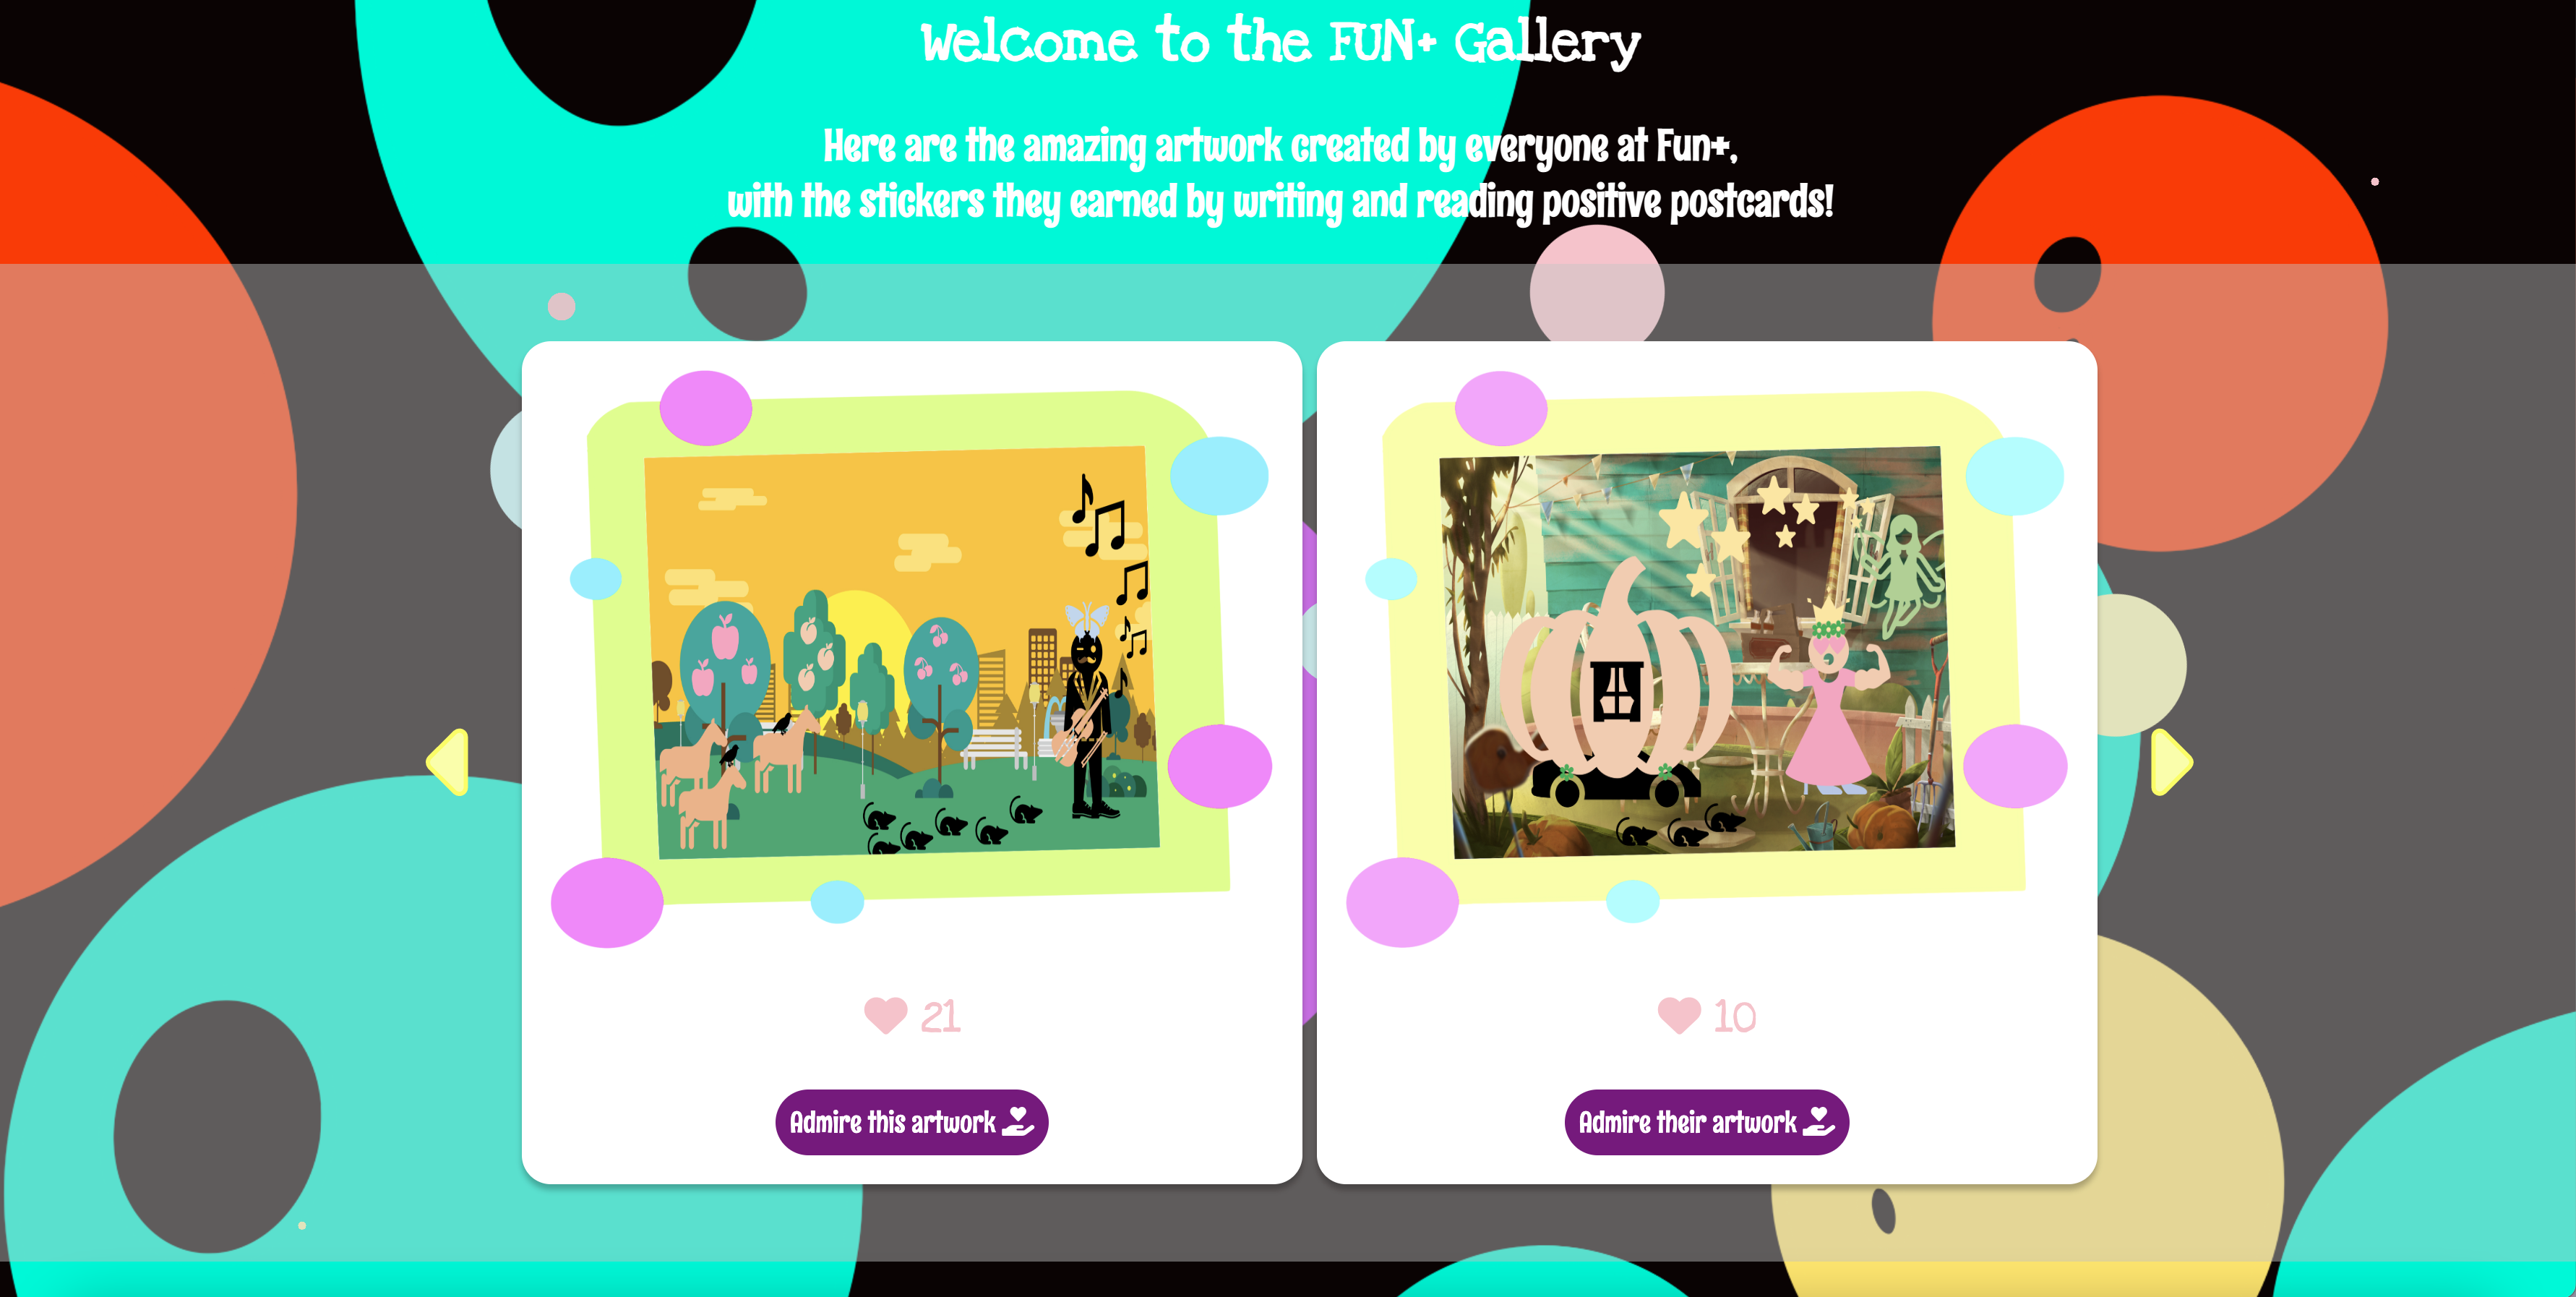 Welcome to the FUN+ Gallery
Here are the amazing artwork created by everyone at Fun+,
with the stickers they earned by writing and reading positive postcards!
21
10
Admire this artwork
Admire their artwork